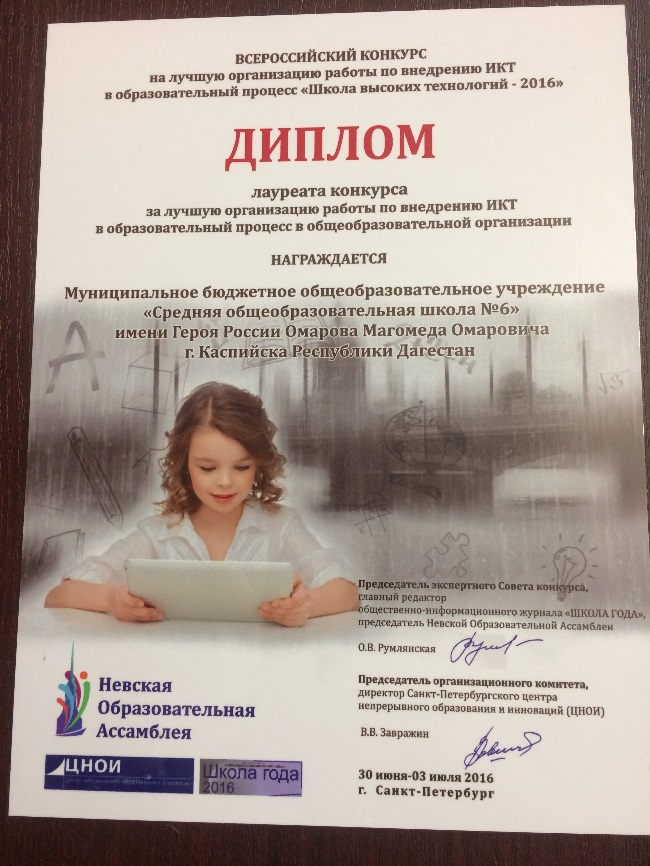 ВСЕРОССИЙСКИЙ КОНКУРС
на лучшую организацию работы по внедрению ИКТ
в образовательный процесс «Школа высоких технологий - 2016»
ДИПЛОМ
лауреата конкурса
за лучшую организацию работы по внедрению ИКТ
в образовательный процесс в общеобразовательной организации
НАГРАЖДАЕТСЯ
Муниципальное бюджетное общеобразовательное учреждение
«Средняя общеобразовательная школа №6»
имени Героя России Омарова Магомеда Омаровича
г. Каспийска Республики Дагестан
Председатель экспертного Совета конкурса,
главный редактор
общественно-информационного журнала «ШКОЛА ГОДА»,
председатель Невской Образовательной Ассамблеи
О.В. Румлянская
Председатель организационного комитета,
директор Санкт-Петербургского центра
непрерывного образования и инноваций (ЦНОИ)
В.В. Завражин
30 июня-03 июля 2016
г. Санкт-Петербург
Невская
Образовательная
Ассамблея
ЦНОИ
Школа года
2016